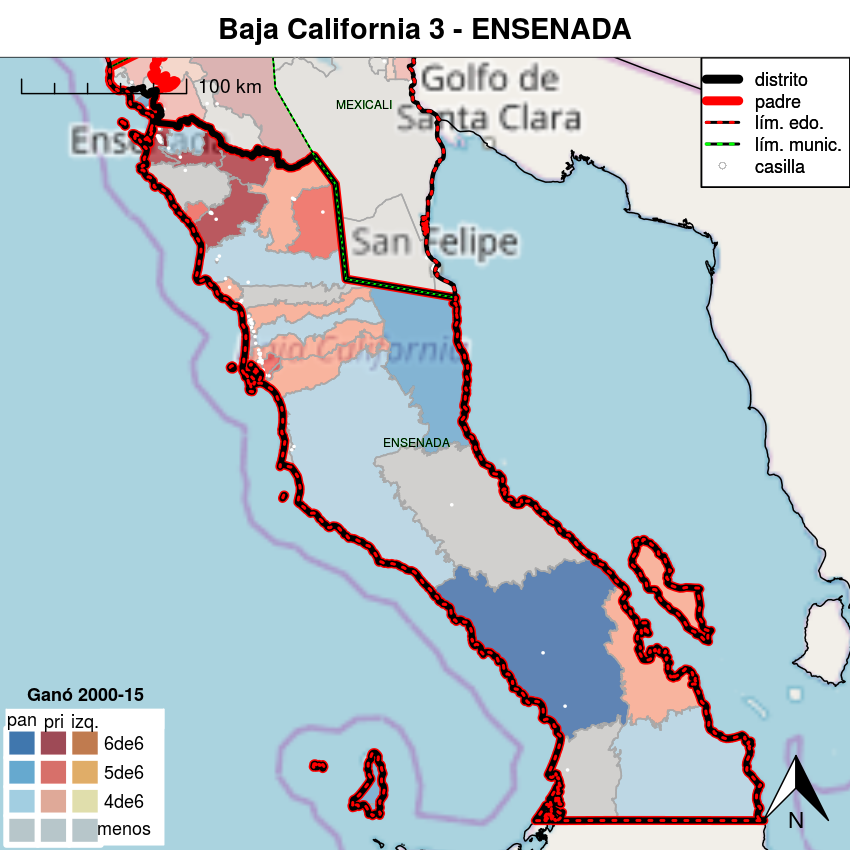 Baja California 3 - ENSENADA
distrito
padre
lím. edo.
lím. munic.
casilla
100 km
Golfo de
Santa Clara
MEXICALI
Ensenada
San Felipe
Baja California
ENSENADA
Ganó 2000-15
pan pri izq.
6de6
5de6
4de6
menos
N